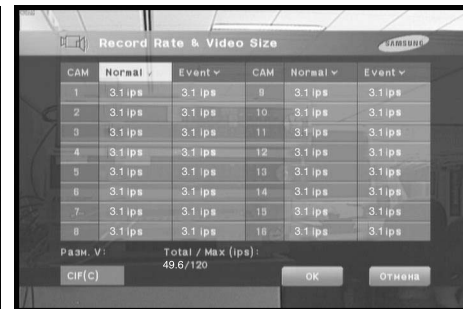 Record Rate & Video Size
SAMSUNG
CAM Normal Event CAM Normal Event
1 3.1 ips 3.1 ips 9 3.1 ips 3.1 ips
2 3.1 ips 3.1 ips 10 3.1 ips 3.1 ips
3 3.1 ips 3.1 ips 11 3.1 ips 3.1 ips
4 3.1 ips 3.1 ips 12 3.1 ips 3.1 ips
5 3.1 ips 3.1 ips 13 3.1 ips 3.1 ips
6 3.1 ips 3.1 ips 14 3.1 ips 3.1 ips
7 3.1 ips 3.1 ips 15 3.1 ips 3.1 ips
8 3.1 ips 3.1 ips 16 3.1 ips 3.1 ips
Разм. V: Total / Max (ips):
49.6/120
CIF(C) OK Отмена